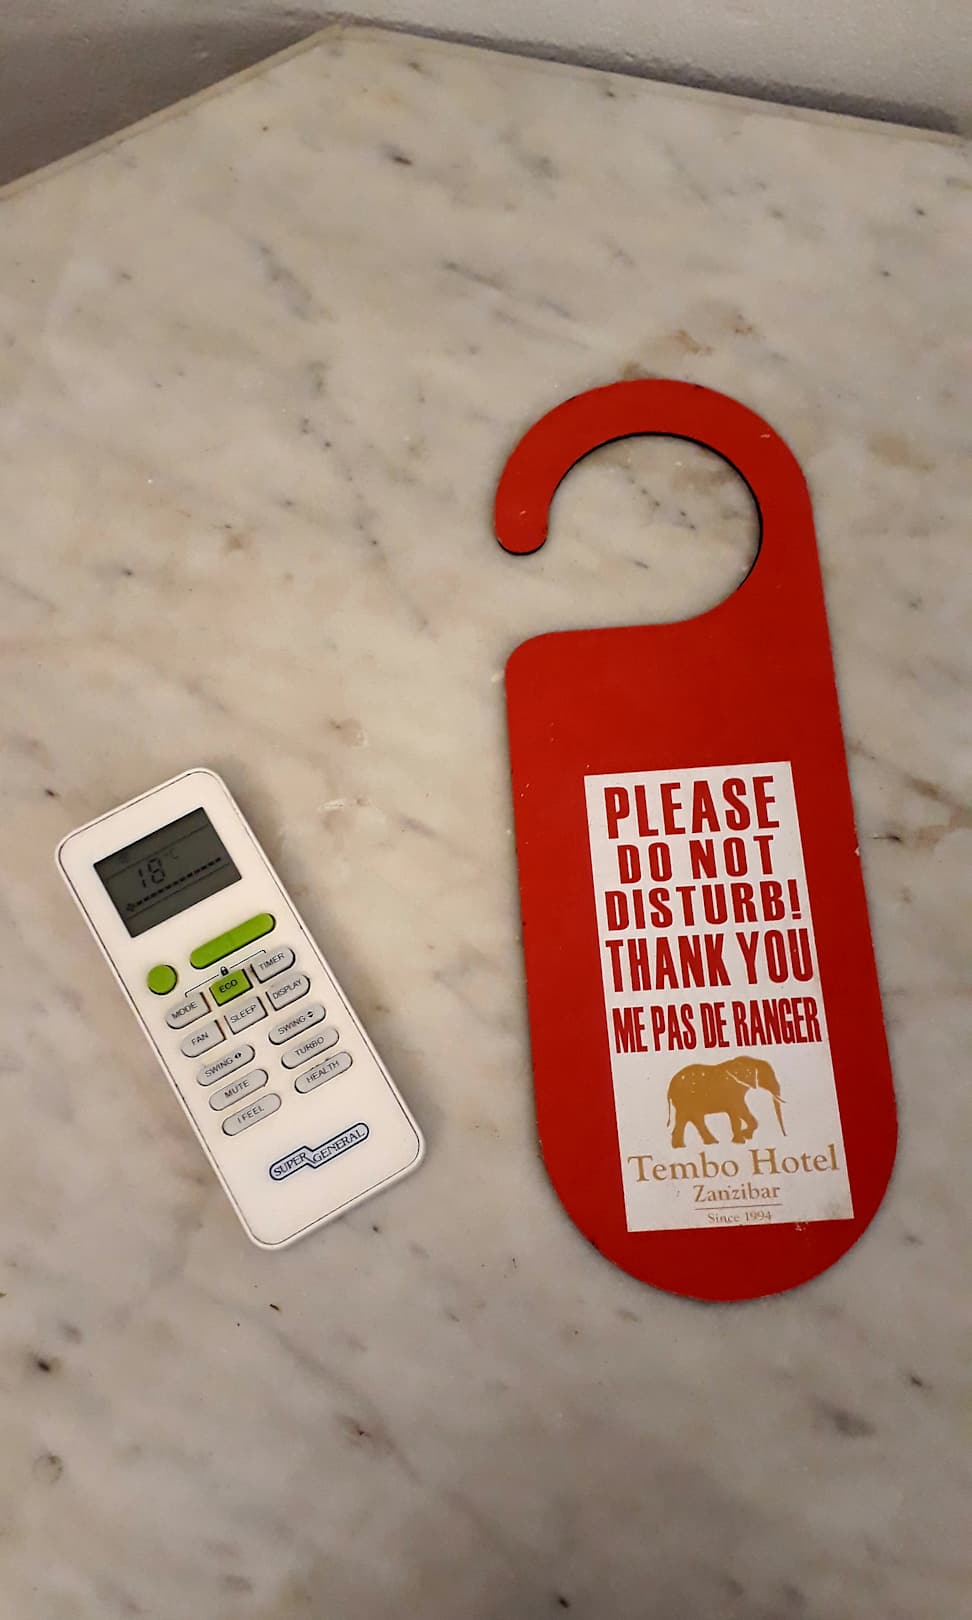 18°C
TIMER
ECO
MODE
DISPLAY
SLEEP
FAN
SWING
SWING
TURBO
MUTE
HEALTH
I FEEL
SUPER GENERAL
PLEASE
DO NOT
DISTURB!
THANK YOU
ME PAS DE RANGER
Tembo Hotel
Zanzibar
Since 1994